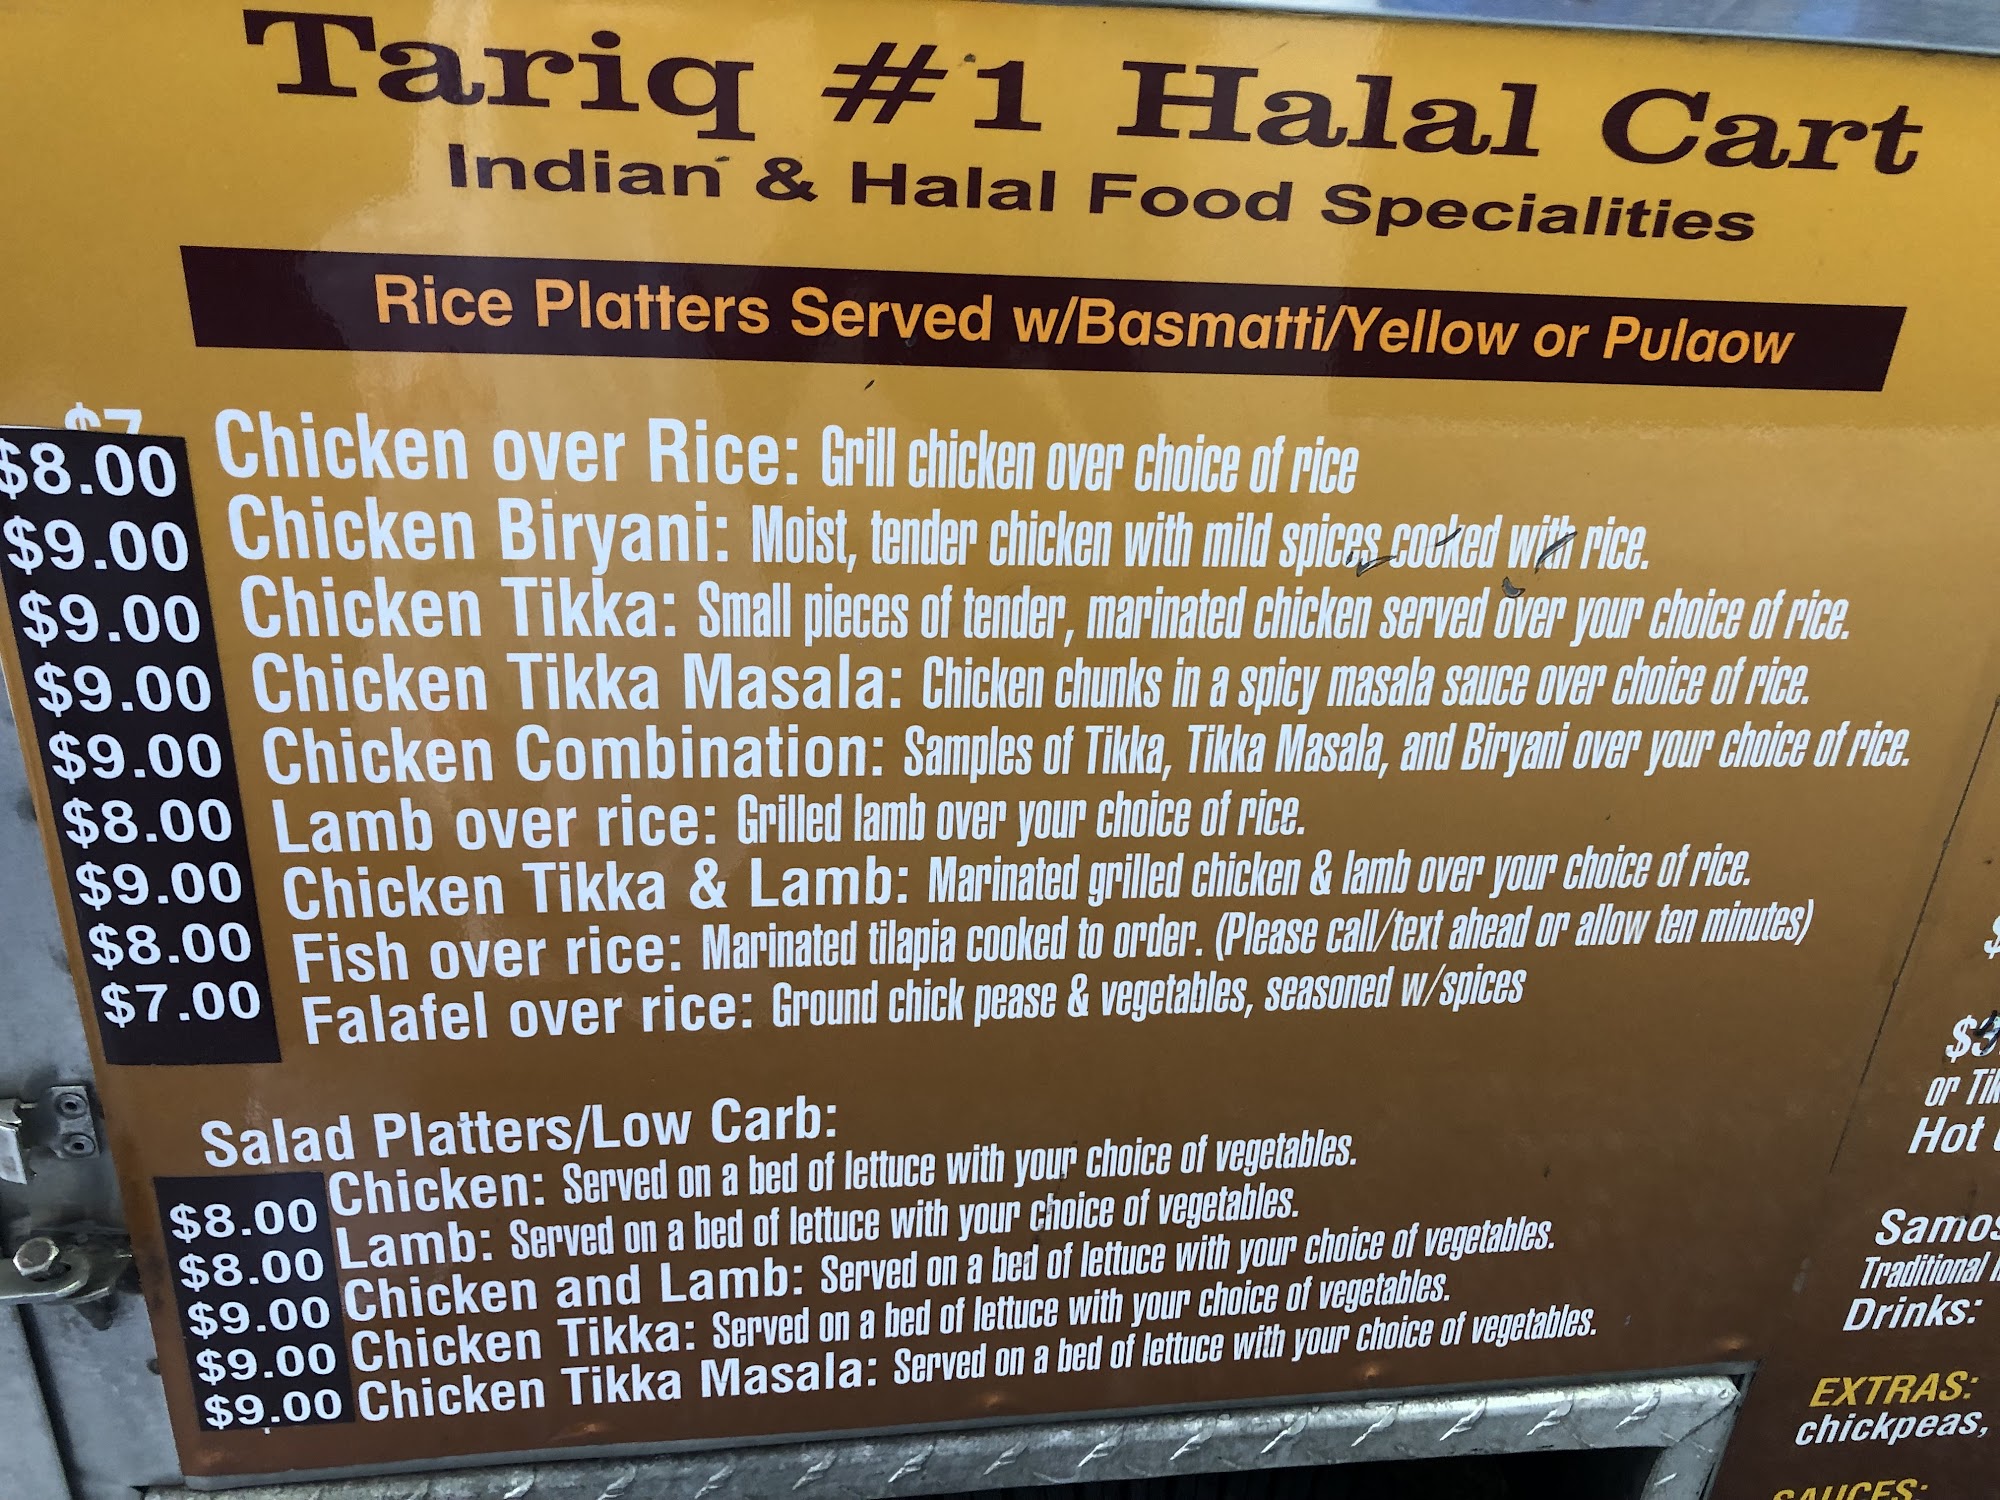 Tariq #1 Halal Cart
Indian & Halal Food Specialities
Rice Platters Served w/Basmatti/Yellow or Pulaow
$7
$8.00 Chicken over Rice: Grill chicken over choice of rice
$9.00 Chicken Biryani: Moist, tender chicken with mild spices cooked with rice.
$9.00 Chicken Tikka: Small pieces of tender, marinated chicken served over your choice of rice.
$9.00 Chicken Tikka Masala: Chicken chunks in a spicy masala sauce over choice of rice.
$9.00 Chicken Combination: Samples of Tikka, Tikka Masala, and Biryani over your choice of rice.
$8.00 Lamb over rice: Grilled lamb over your choice of rice.
$9.00 Chicken Tikka & Lamb: Marinated grilled chicken & lamb over your choice of rice.
$8.00 Fish over rice: Marinated tilapia cooked to order. (Please call/text ahead or allow ten minutes)
$7.00 Falafel over rice: Ground chick pease & vegetables, seasoned w/spices
Salad Platters/Low Carb:
$8.00 Chicken: Served on a bed of lettuce with your choice of vegetables.
$8.00 Lamb: Served on a bed of lettuce with your choice of vegetables.
$9.00 Chicken and Lamb: Served on a bed of lettuce with your choice of vegetables.
$9.00 Chicken Tikka: Served on a bed of lettuce with your choice of vegetables.
$9.00 Chicken Tikka Masala: Served on a bed of lettuce with your choice of vegetables.
or
Hot
Traditional
Drinks:
EXTRAS:
chickpeas,
SAUCES: